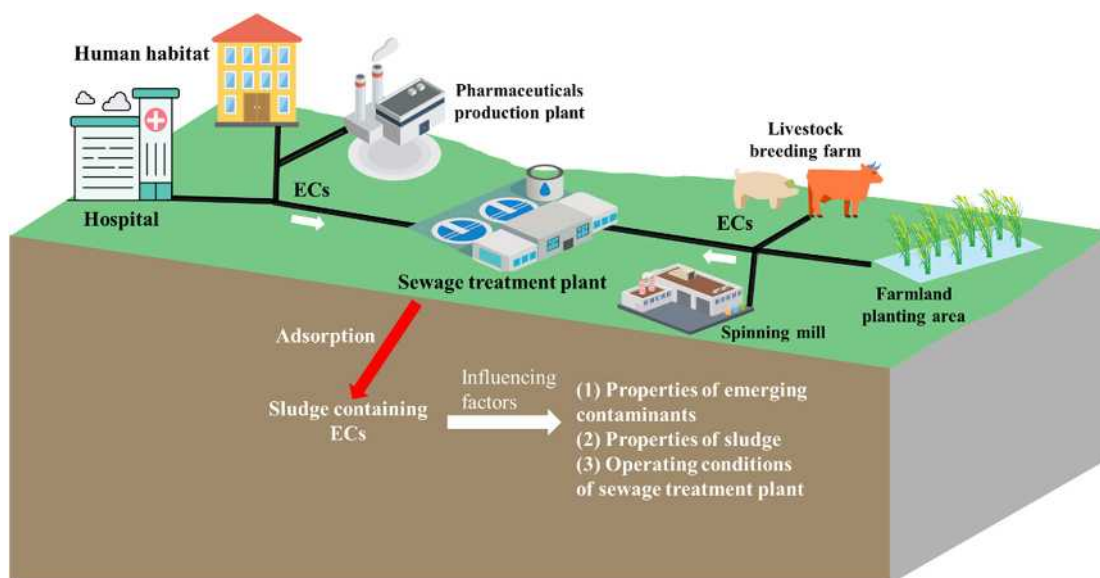 Human habitat
Pharmaceuticals
production plant
Livestock
breeding farm
ECs
Hospital
ECs
Sewage treatment plant
Farmland
planting area
Spinning mill
Adsorption
Influencing
factors
Sludge containing
ECs
(1) Properties of emerging
contaminants
(2) Properties of sludge
(3) Operating conditions
of sewage treatment plant